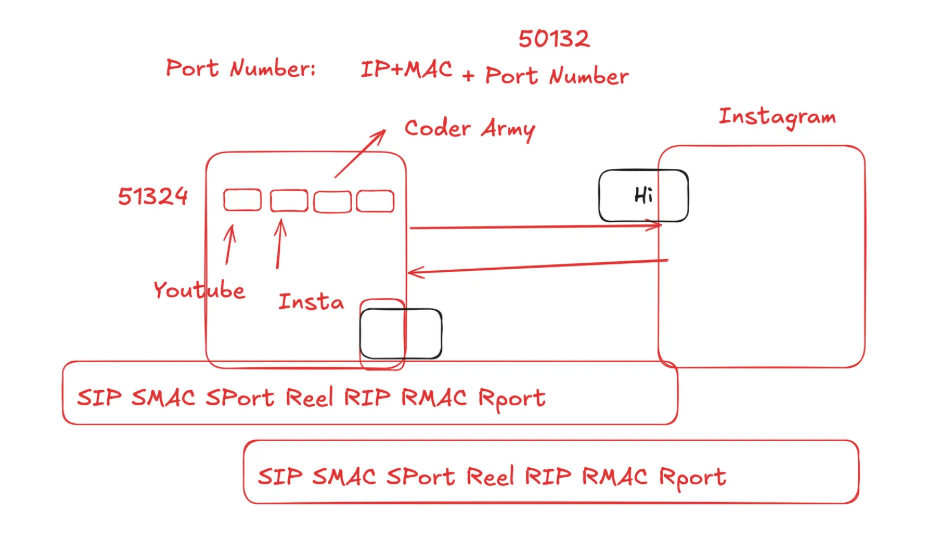 50132
Port Number: IP+MAC + Port Number
Coder Army
Instagram
51324
Hi
Youtube
Insta
SIP SMAC SPort Reel RIP RMAC Rport
SIP SMAC SPort Reel RIP RMAC Rport